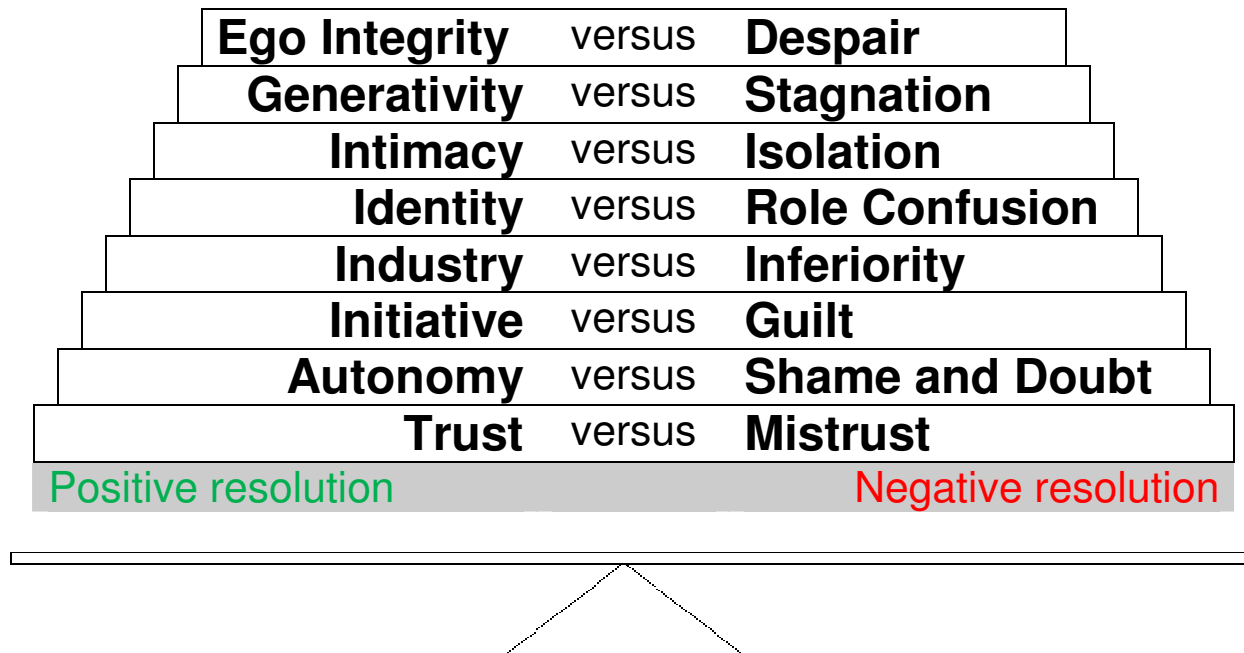 Ego Integrity versus Despair
Generativity versus Stagnation
Intimacy versus Isolation
Identity versus Role Confusion
Industry versus Inferiority
Initiative versus Guilt
Autonomy versus Shame and Doubt
Trust versus Mistrust
Positive resolution Negative resolution